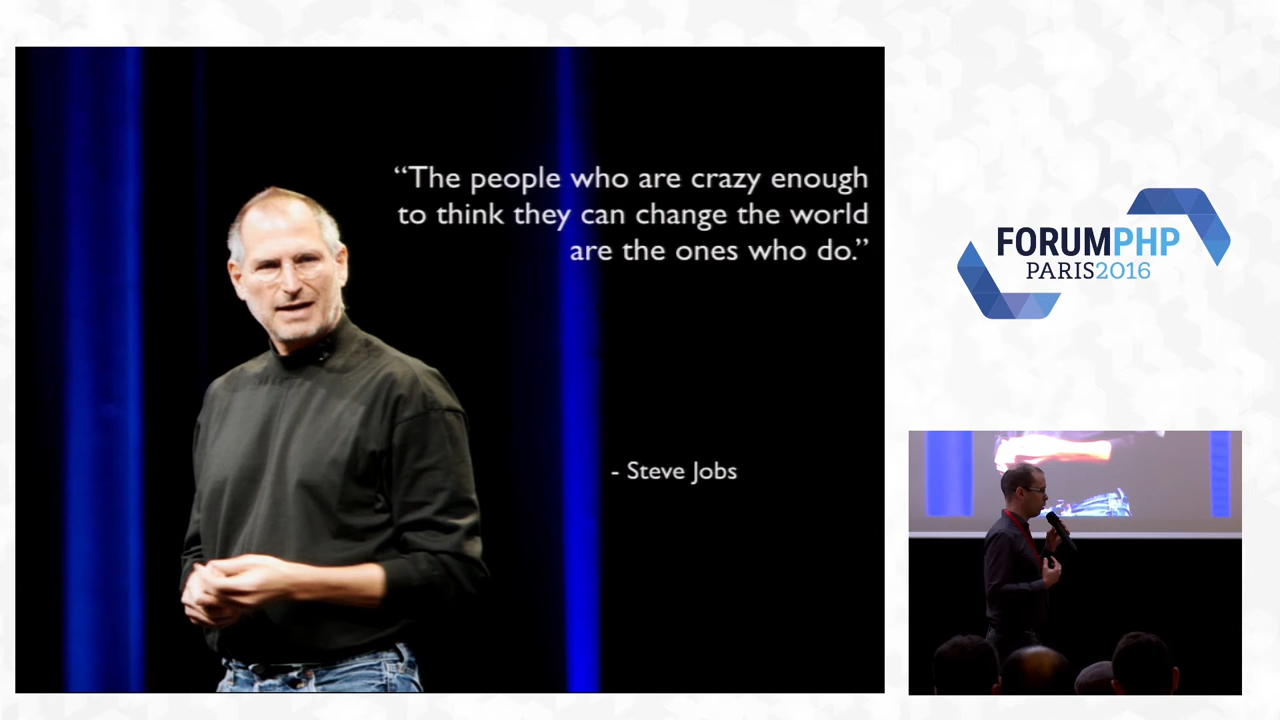 “The people who are crazy enough
to think they can change the world
are the ones who do.”
- Steve Jobs
FORUMPHP
PARIS2016